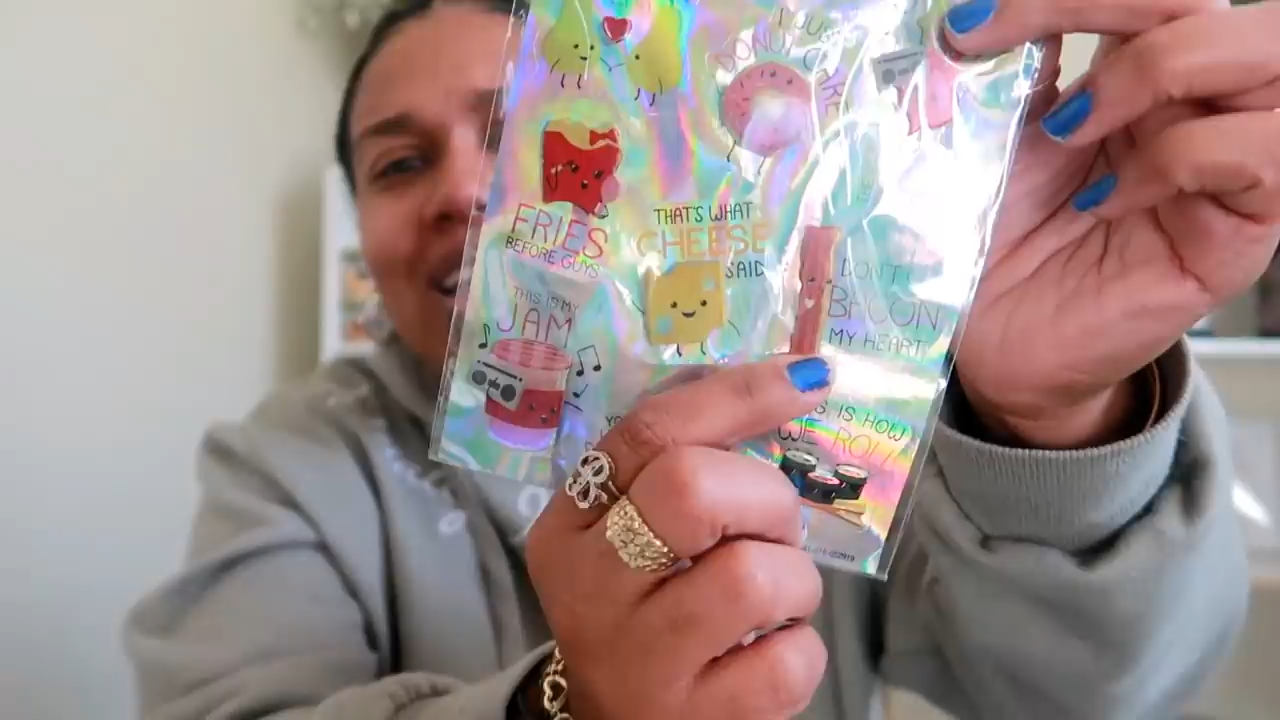 DONUT CARE
FRIES
BEFORE GUYS
THAT'S WHAT
CHEESE
SAID
DON'T
BACON
MY HEART
THIS IS MY
JAM
IS HOW
WE ROLL